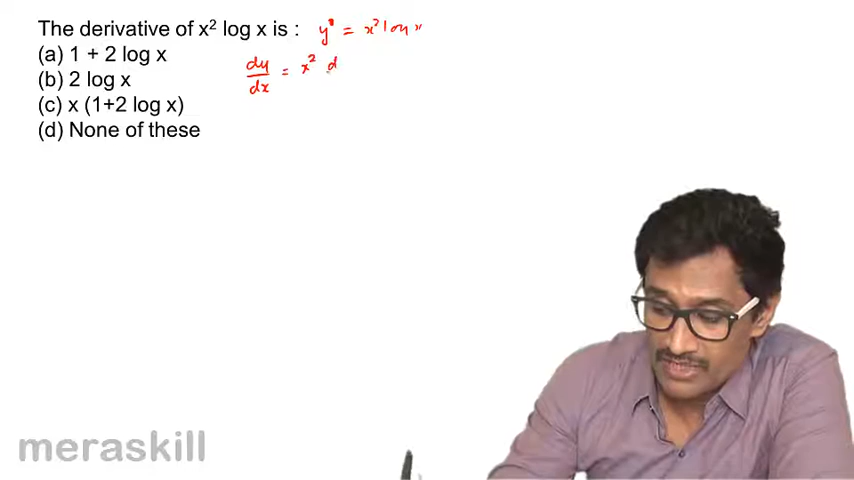 The derivative of x² log x is : y = x² log x
(a) 1 + 2 log x
dy/dx = x² d
(b) 2 log x
(c) x (1+2 log x)
(d) None of these
meraskill